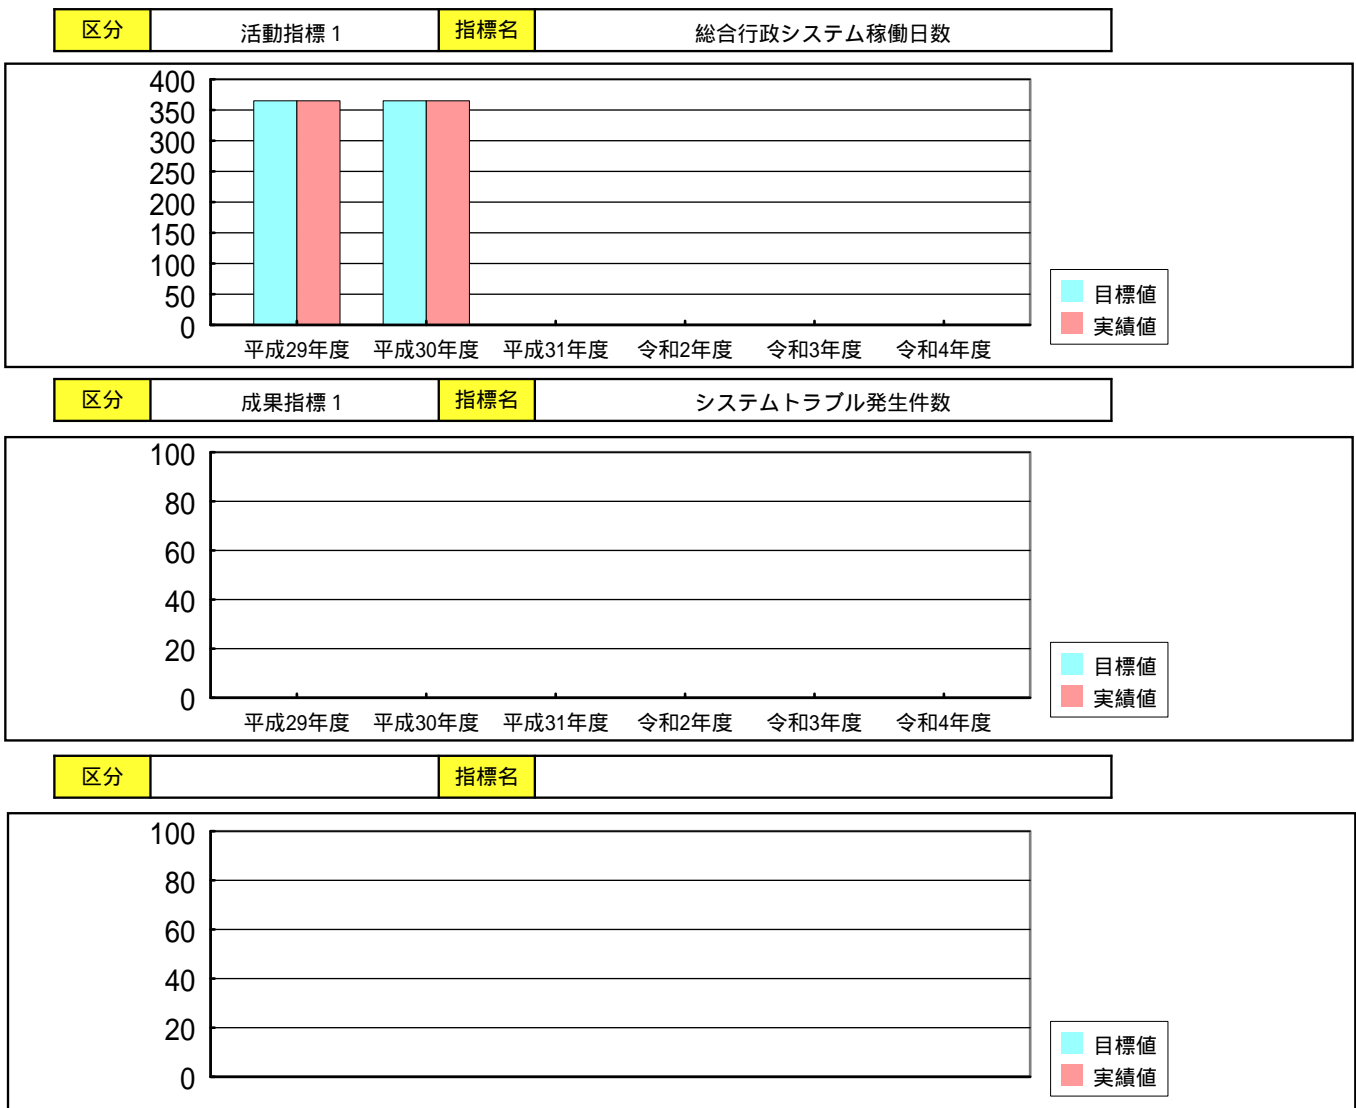 区分 活動指標１ 指標名 総合行政システム稼働日数
400
350
300
250
200
150
100
50
0
平成29年度 平成30年度 平成31年度 令和2年度 令和3年度 令和4年度
目標値
実績値
区分 成果指標１ 指標名 システムトラブル発生件数
100
80
60
40
20
0
平成29年度 平成30年度 平成31年度 令和2年度 令和3年度 令和4年度
目標値
実績値
区分 指標名
100
80
60
40
20
0
目標値
実績値